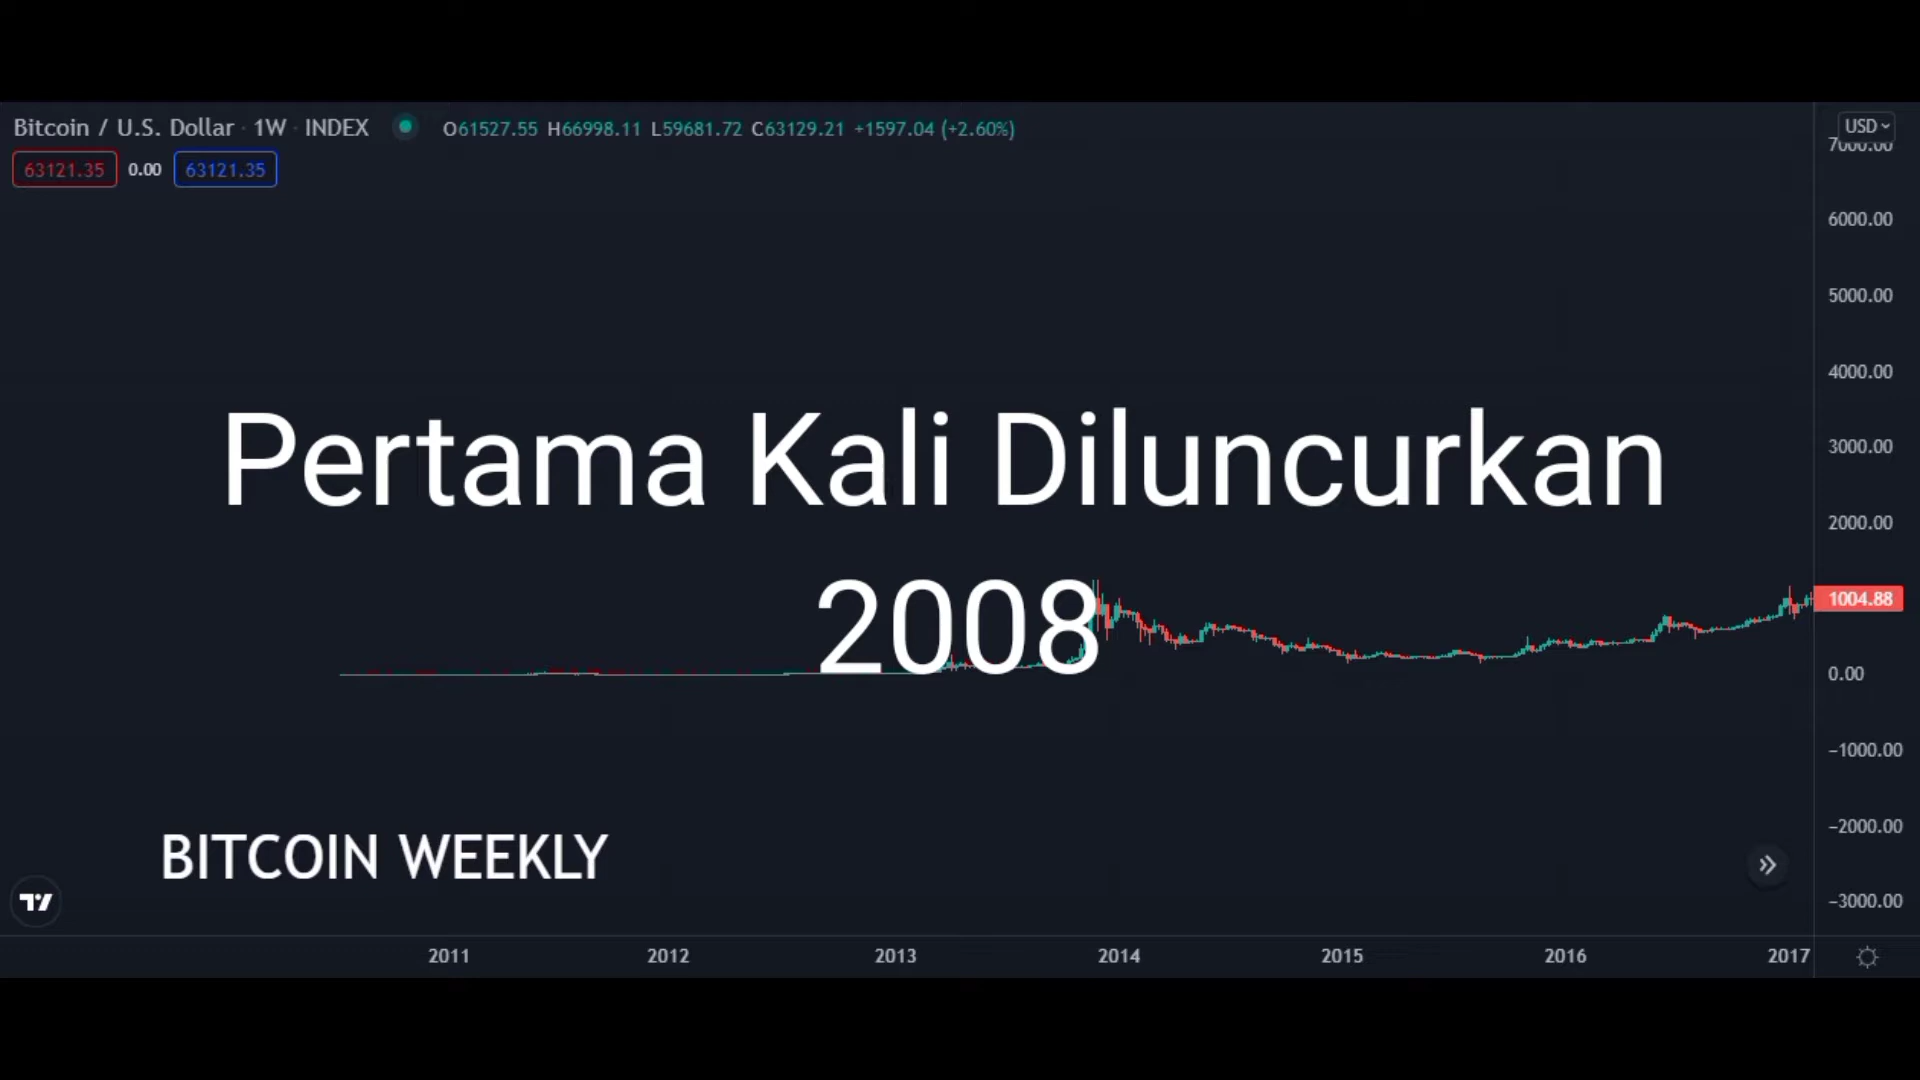 Bitcoin / U.S. Dollar · 1W · INDEX O61527.55 H66998.11 L59681.72 C63129.21 +1597.04 (+2.60%)
USD
63121.35 0.00 63121.35
7000.00
6000.00
5000.00
4000.00
3000.00
2000.00
1004.88
0.00
−1000.00
−2000.00
−3000.00
Pertama Kali Diluncurkan
2008
BITCOIN WEEKLY
2011 2012 2013 2014 2015 2016 2017